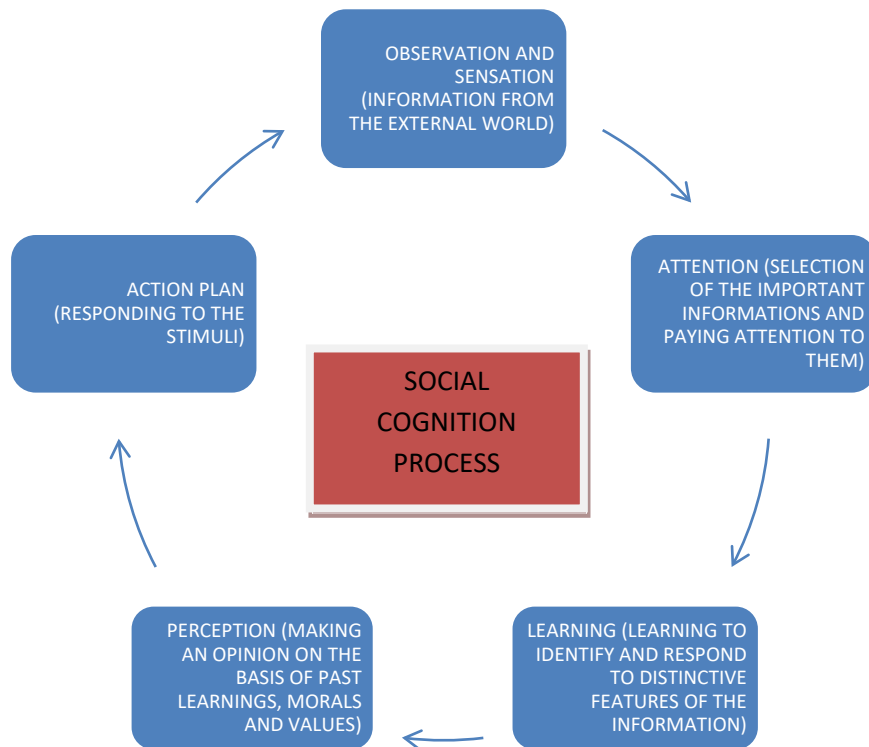 OBSERVATION AND
SENSATION
(INFORMATION FROM
THE EXTERNAL WORLD)
ATTENTION (SELECTION
OF THE IMPORTANT
INFORMATIONS AND
PAYING ATTENTION TO
THEM)
LEARNING (LEARNING TO
IDENTIFY AND RESPOND
TO DISTINCTIVE
FEATURES OF THE
INFORMATION)
PERCEPTION (MAKING
AN OPINION ON THE
BASIS OF PAST
LEARNINGS, MORALS
AND VALUES)
ACTION PLAN
(RESPONDING TO THE
STIMULI)
SOCIAL
COGNITION
PROCESS